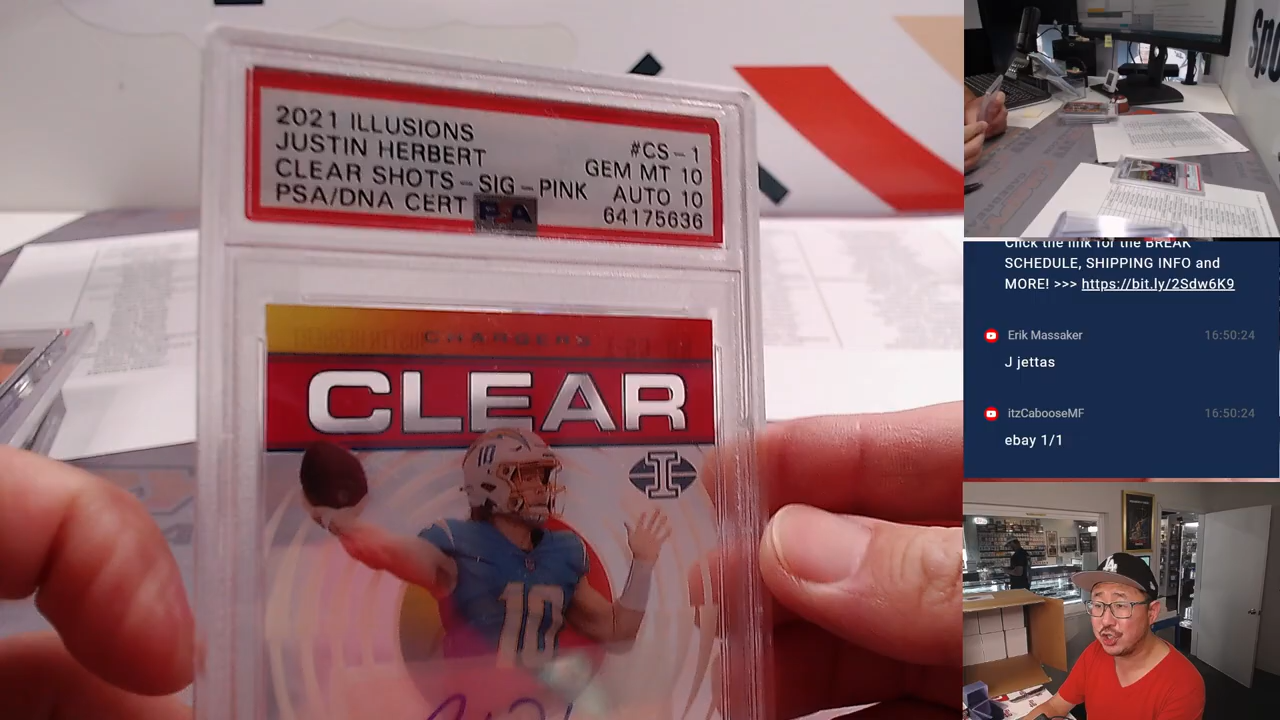 2021 ILLUSIONS
JUSTIN HERBERT
CLEAR SHOTS-SIG-PINK
PSA/DNA CERT
#CS-1
GEM MT 10
AUTO 10
64175636
PSA
CHARGERS
CLEAR
I
10
10
Click the link for the BREAK
SCHEDULE, SHIPPING INFO and
MORE! >>> https://bit.ly/2Sdw6K9
Erik Massaker 16:50:24
J jettas
itzCabooseMF 16:50:24
ebay 1/1